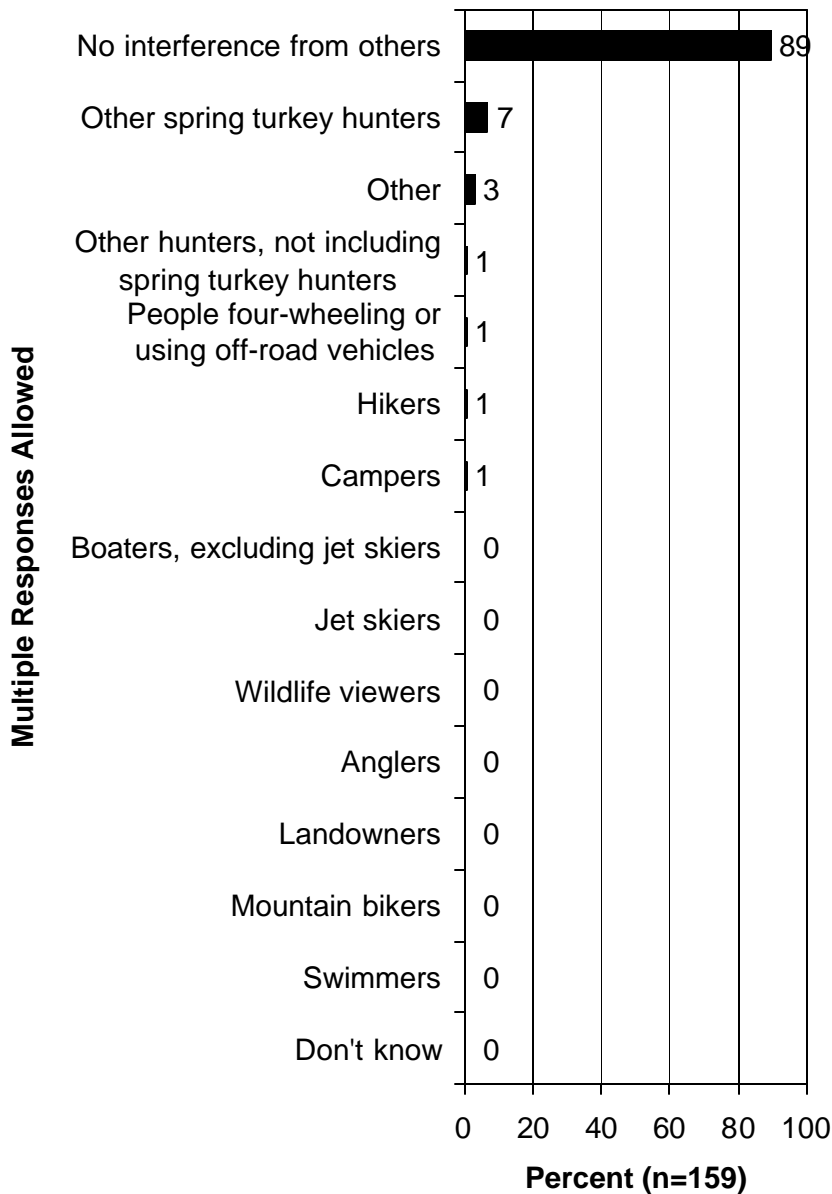 No interference from others 89
Other spring turkey hunters 7
Other 3
Other hunters, not including
spring turkey hunters 1
People four-wheeling or
using off-road vehicles 1
Hikers 1
Campers 1
Boaters, excluding jet skiers 0
Jet skiers 0
Wildlife viewers 0
Anglers 0
Landowners 0
Mountain bikers 0
Swimmers 0
Don't know 0
Multiple Responses Allowed
0 20 40 60 80 100
Percent (n=159)